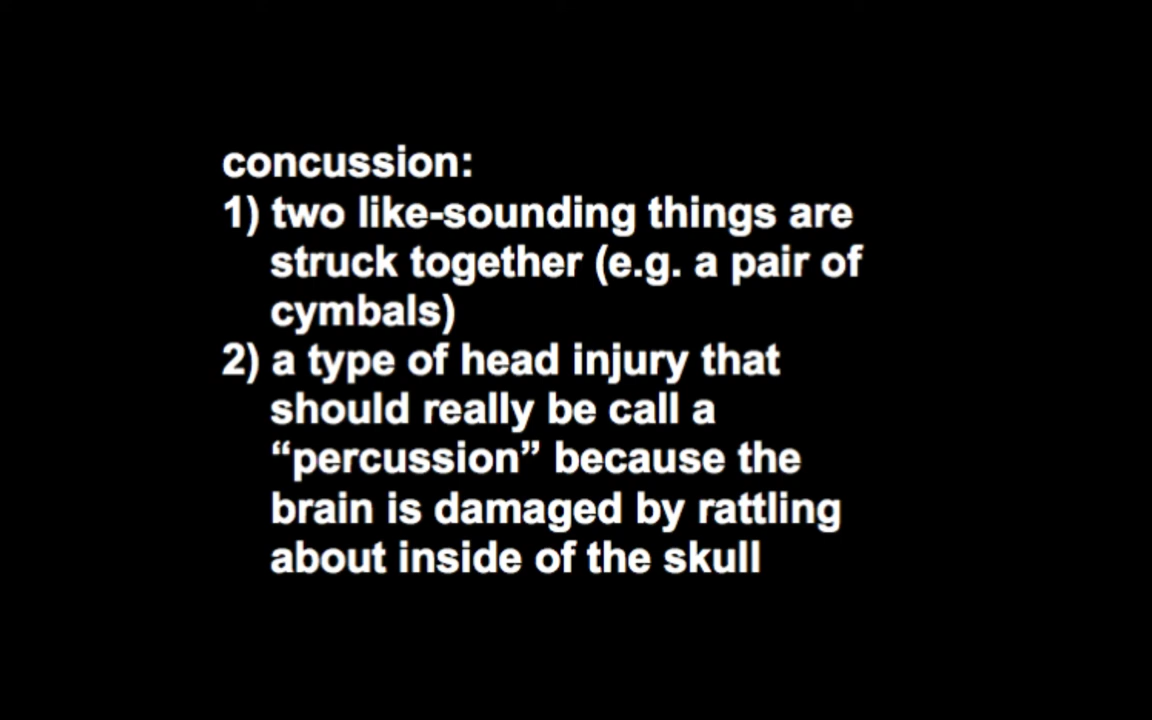 concussion:
1) two like-sounding things are
struck together (e.g. a pair of
cymbals)
2) a type of head injury that
should really be call a
“percussion” because the
brain is damaged by rattling
about inside of the skull